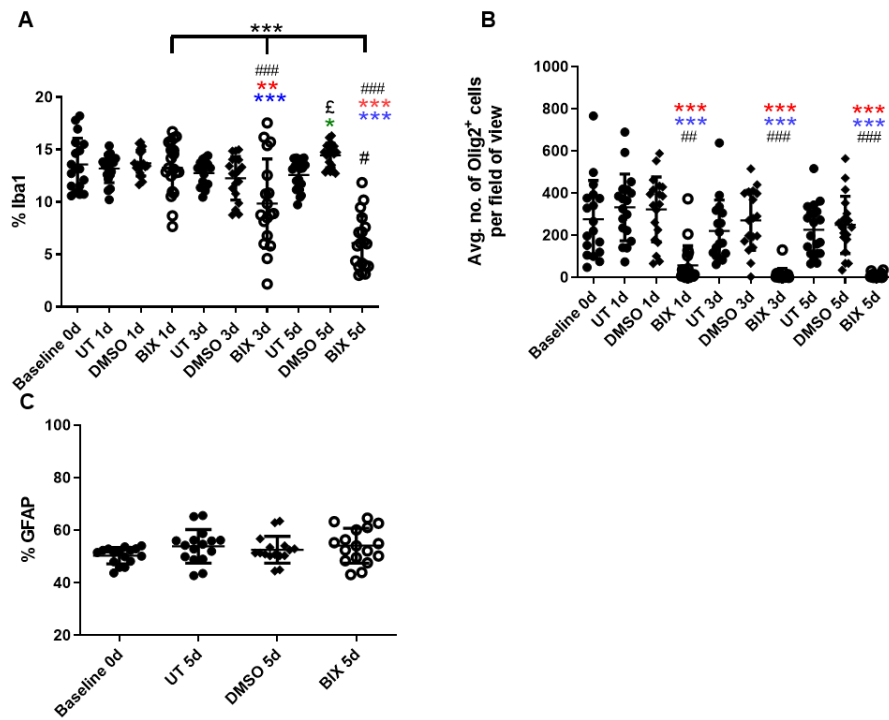 A
***
###
**
***
£
*
###
***
***
#
20
15
10
5
0
% Iba1
Baseline 0d
UT 1d
DMSO 1d
BIX 1d
UT 3d
DMSO 3d
BIX 3d
UT 5d
DMSO 5d
BIX 5d
B
***
***
##
***
***
###
***
***
###
1000
800
600
400
200
0
Avg. no. of Olig2+ cells
per field of view
Baseline 0d
UT 1d
DMSO 1d
BIX 1d
UT 3d
DMSO 3d
BIX 3d
UT 5d
DMSO 5d
BIX 5d
C
100
80
60
40
20
% GFAP
Baseline 0d
UT 5d
DMSO 5d
BIX 5d